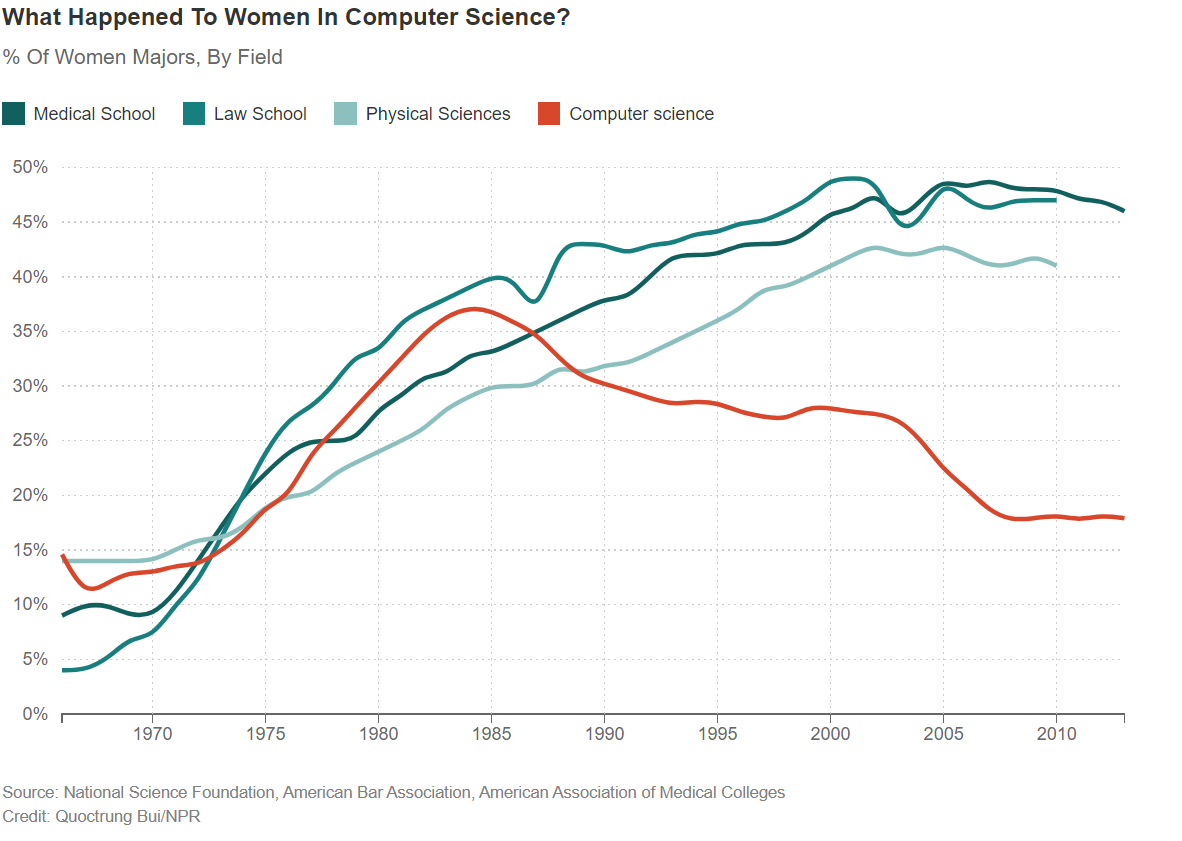 What Happened To Women In Computer Science?
% Of Women Majors, By Field
Medical School Law School Physical Sciences Computer science
50%
45%
40%
35%
30%
25%
20%
15%
10%
5%
0%
1970 1975 1980 1985 1990 1995 2000 2005 2010
Source: National Science Foundation, American Bar Association, American Association of Medical Colleges
Credit: Quoctrung Bui/NPR